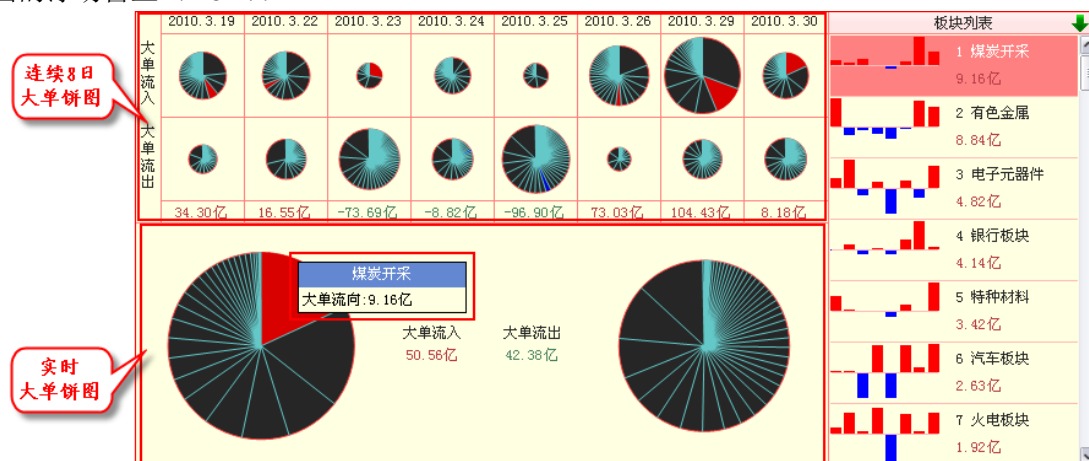 2010.3.19 2010.3.22 2010.3.23 2010.3.24 2010.3.25 2010.3.26 2010.3.29 2010.3.30
大单流入
大单流出
34.30亿 16.55亿 -73.69亿 -8.82亿 -96.90亿 73.03亿 104.43亿 8.18亿
连续8日
大单饼图
煤炭开采
大单流向:9.16亿
大单流入 大单流出
50.56亿 42.38亿
实时
大单饼图
板块列表
1 煤炭开采
9.16亿
2 有色金属
8.84亿
3 电子元器件
4.82亿
4 银行板块
4.14亿
5 特种材料
3.42亿
6 汽车板块
2.63亿
7 火电板块
1.92亿